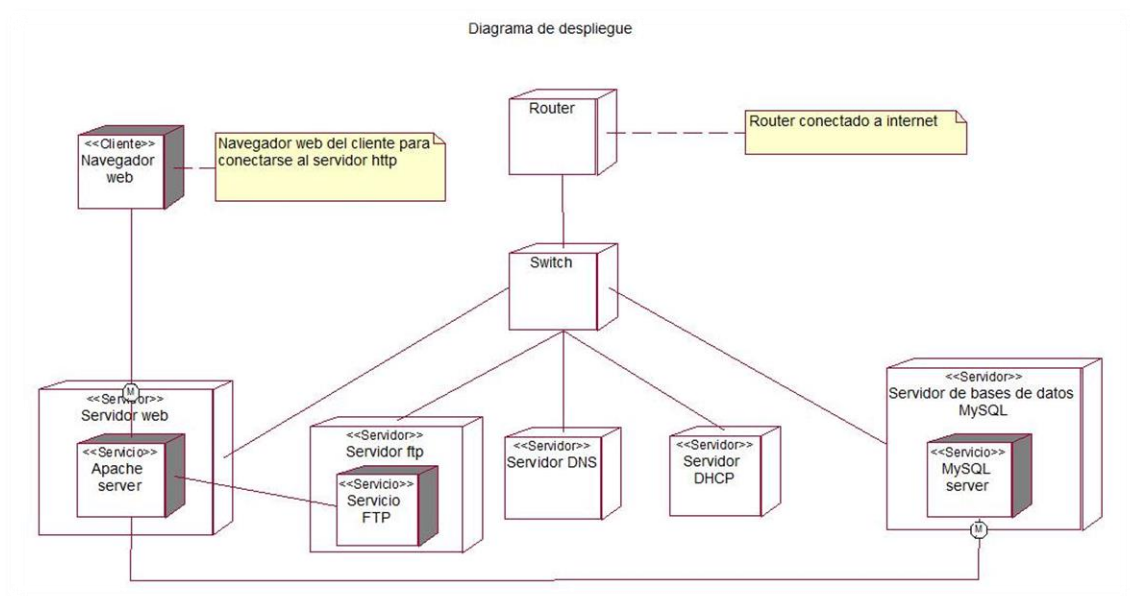 Diagrama de despliegue
Router
Router conectado a internet
<<Cliente>>
Navegador
web
Navegador web del cliente para
conectarse al servidor http
Switch
M
<<Servidor>>
Servidor web
<<Servicio>>
Apache
server
<<Servidor>>
Servidor ftp
<<Servicio>>
Servicio
FTP
<<Servidor>>
Servidor DNS
<<Servidor>>
Servidor
DHCP
<<Servidor>>
Servidor de bases de datos
MySQL
<<Servicio>>
MySQL
server
M